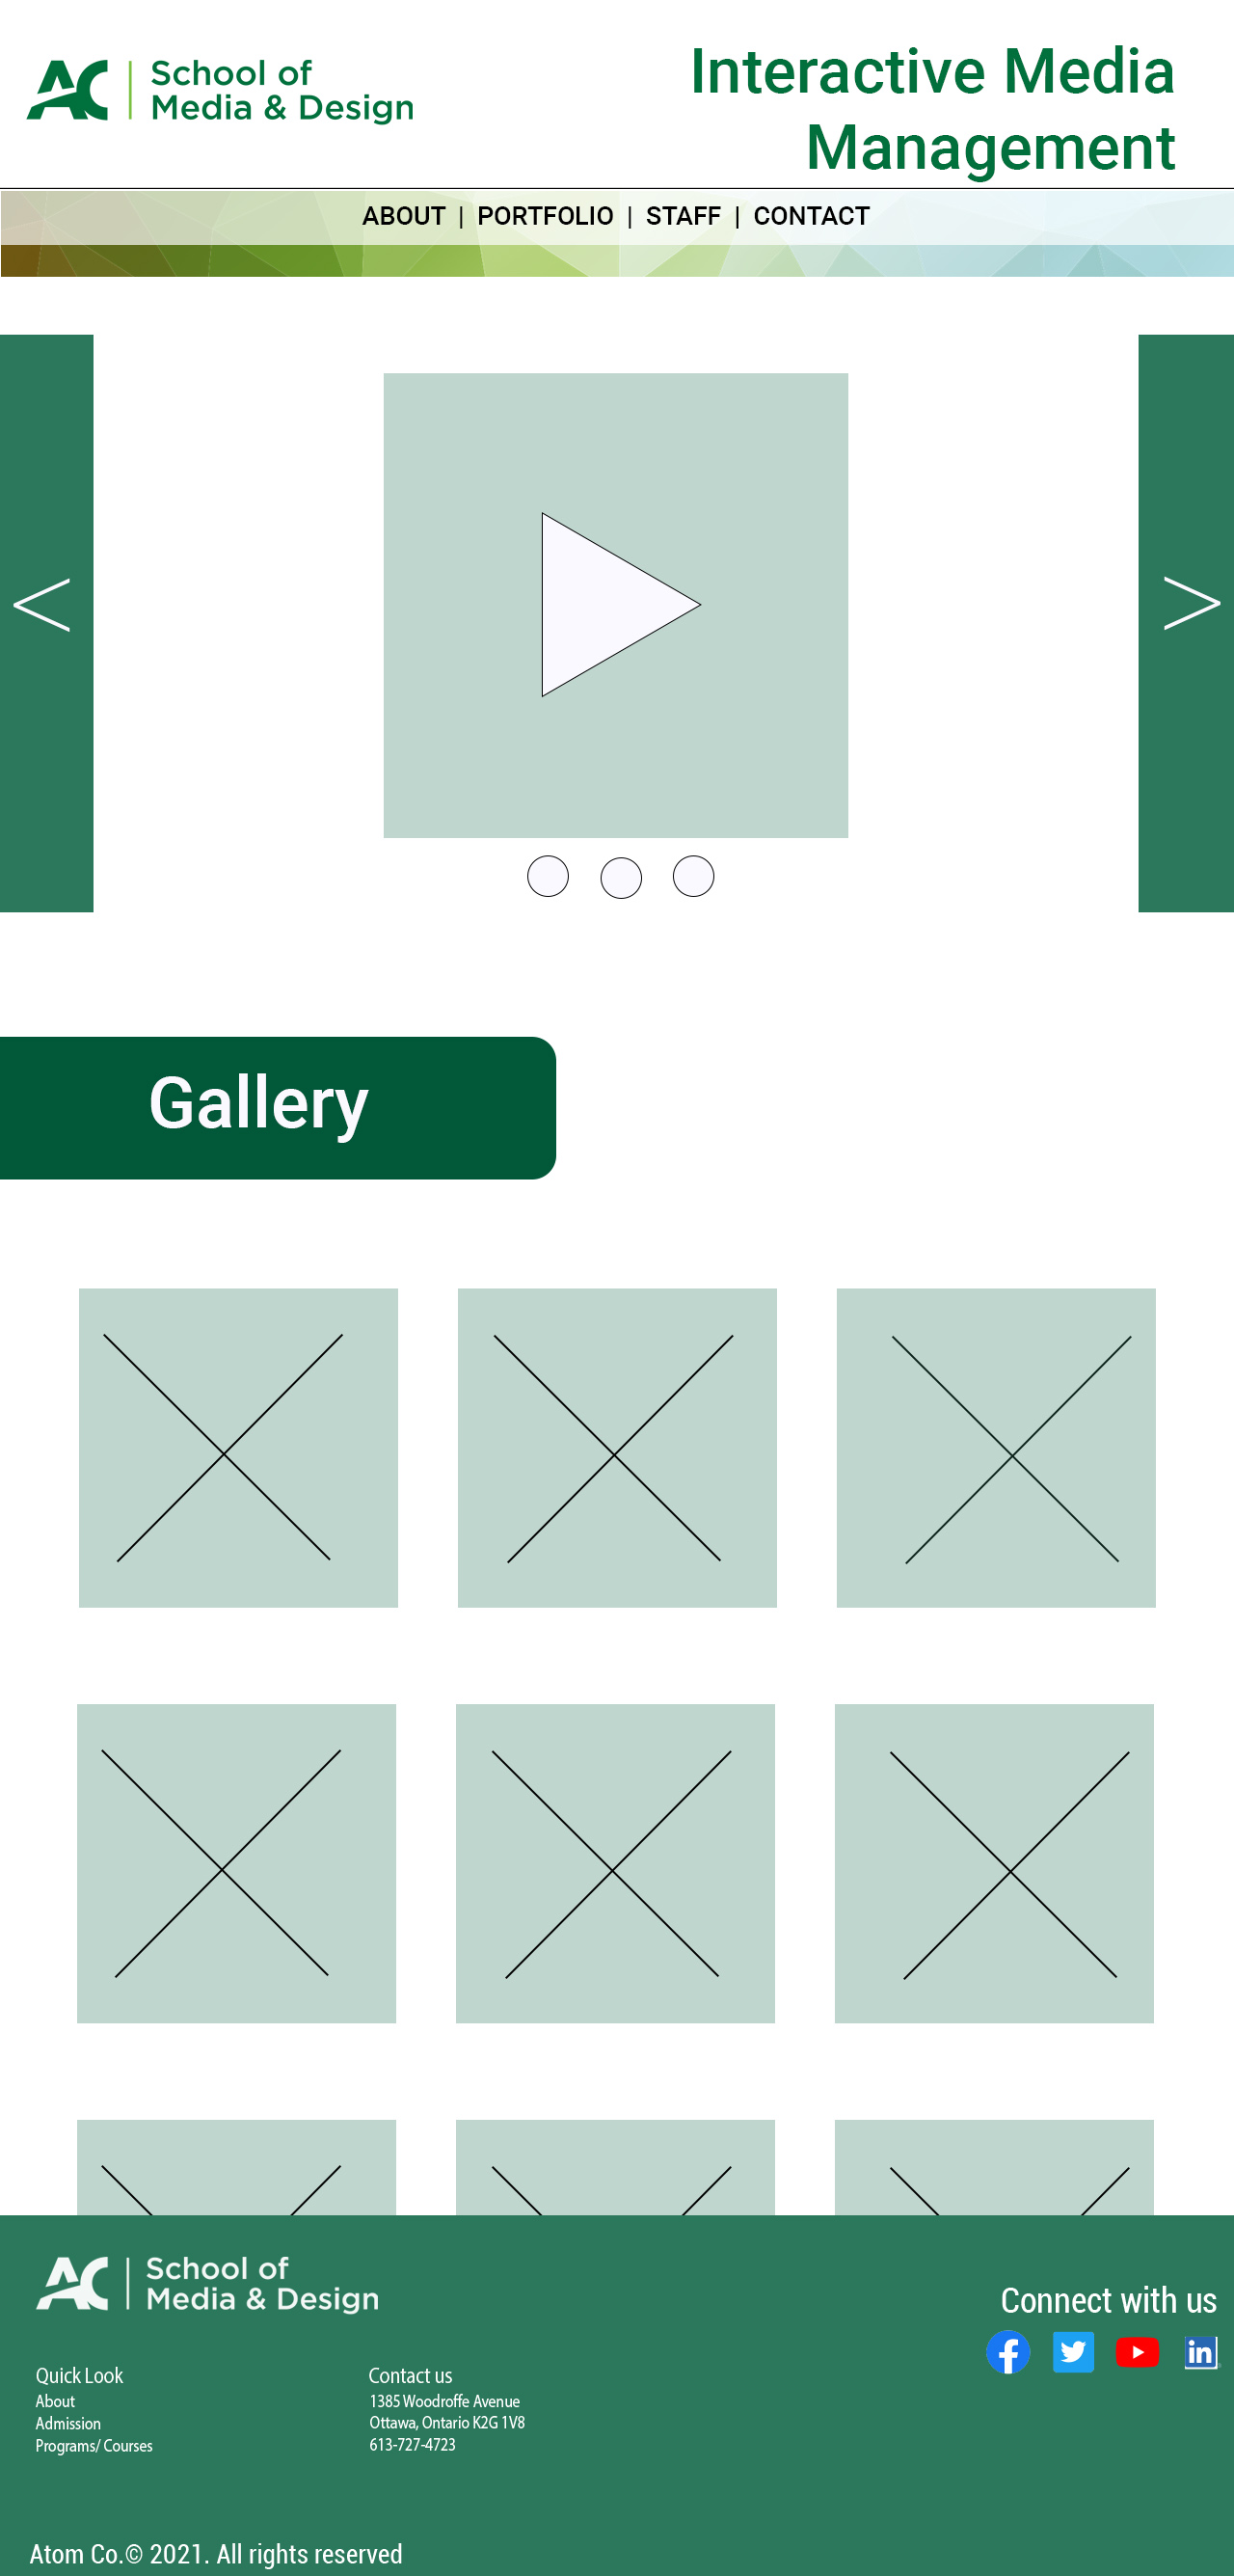 AC School of
Media & Design
Interactive Media
Management
ABOUT | PORTFOLIO | STAFF | CONTACT
<
>
Gallery
AC School of
Media & Design
Connect with us
Quick Look
About
Admission
Programs/ Courses
Contact us
1385 Woodroffe Avenue
Ottawa, Ontario K2G 1V8
613-727-4723
Atom Co.© 2021. All rights reserved